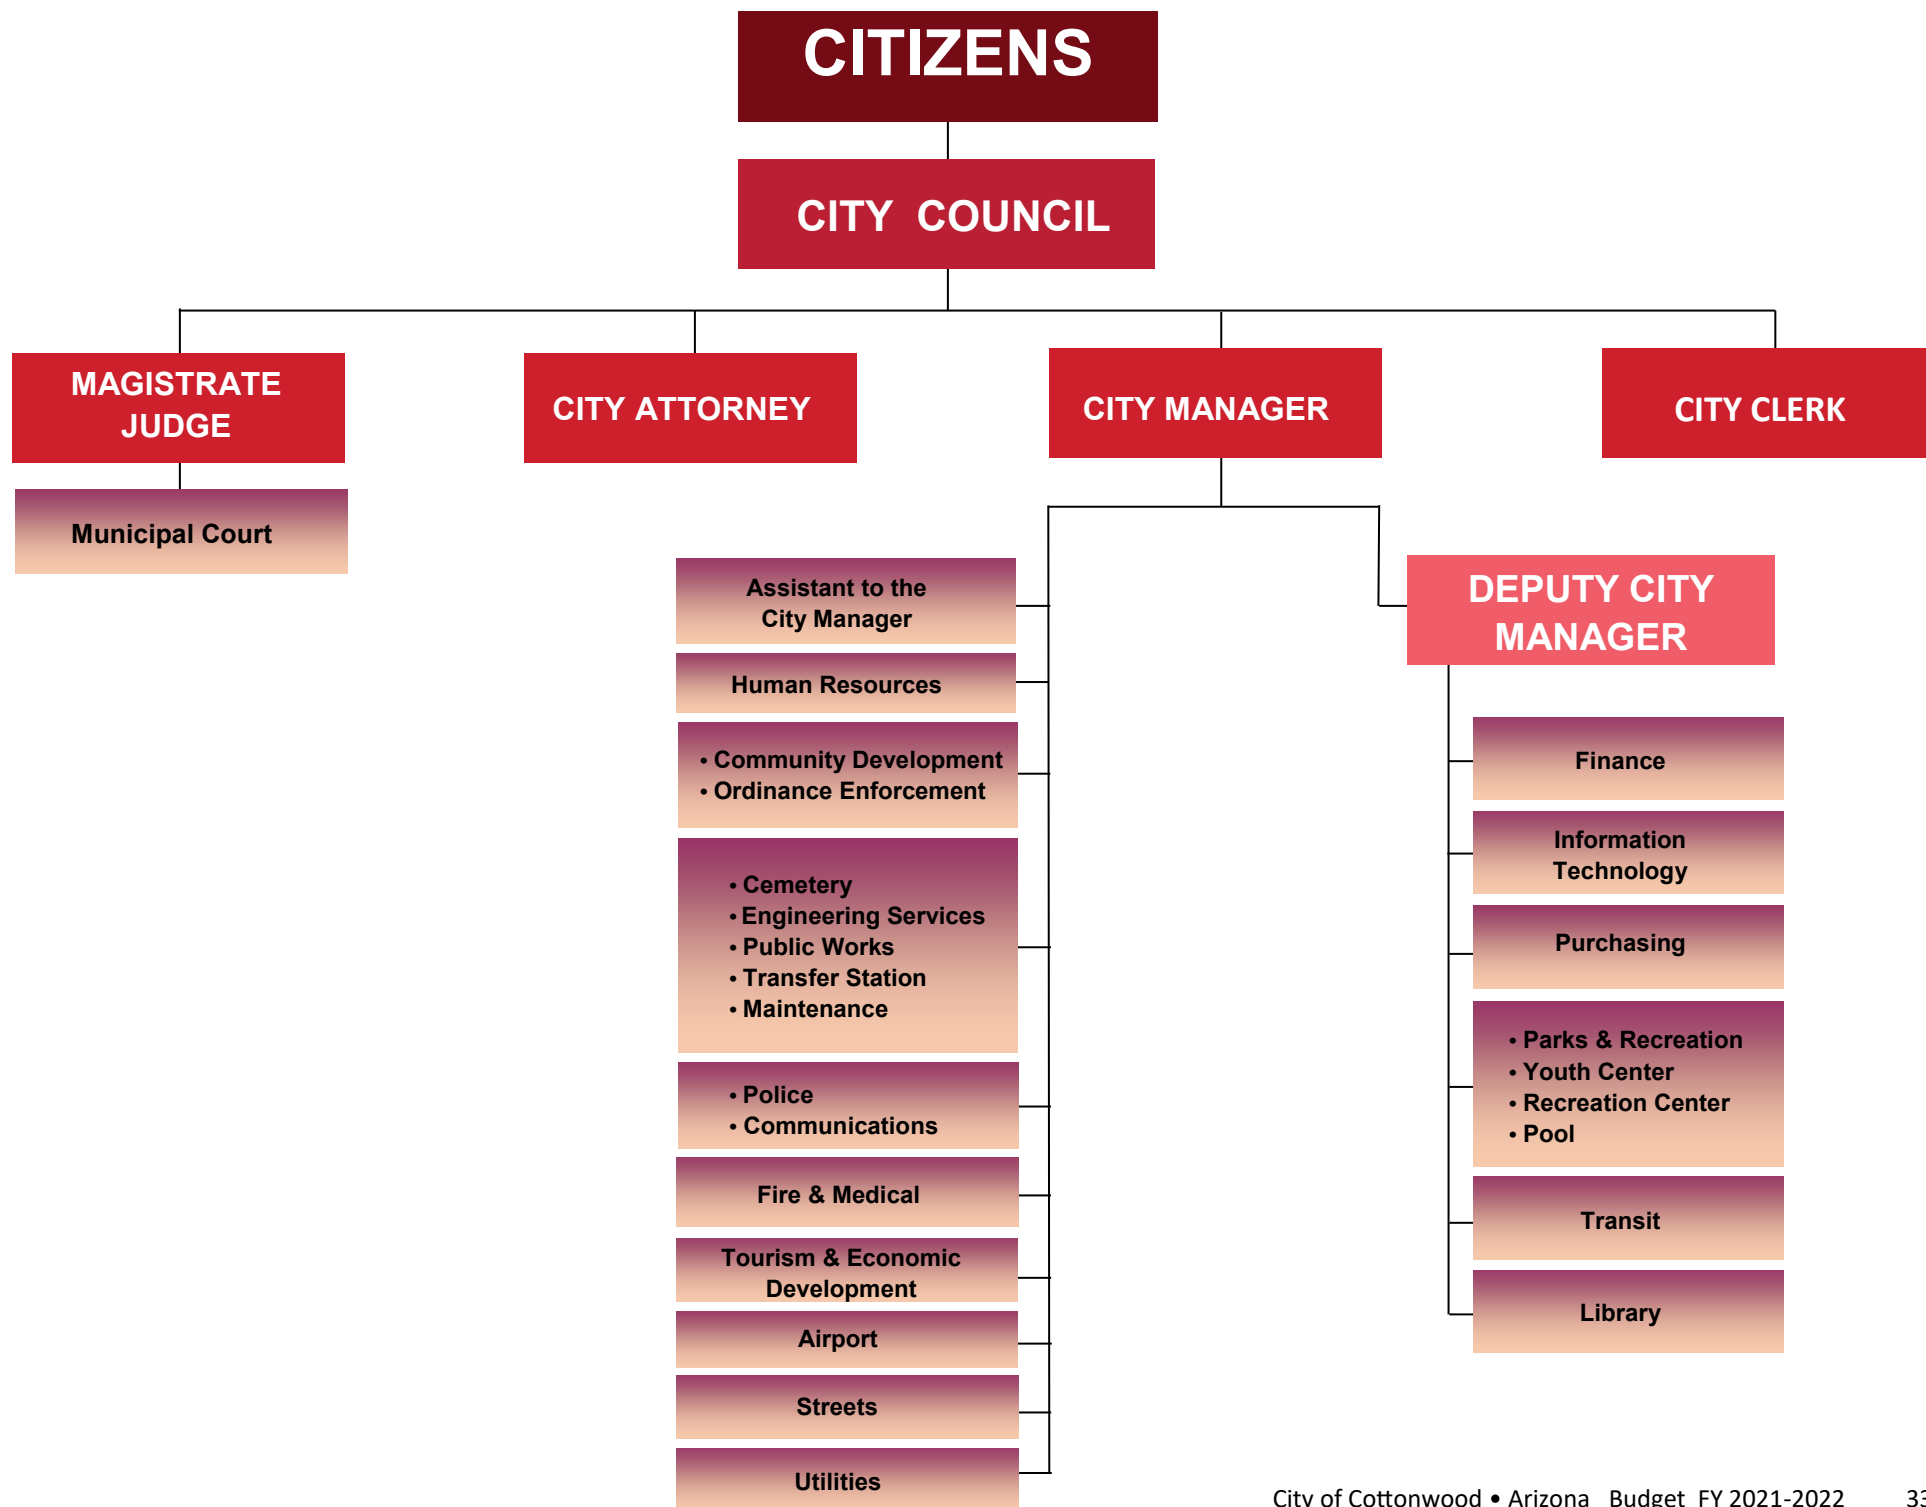 CITIZENS
CITY COUNCIL
MAGISTRATE
JUDGE
CITY ATTORNEY
CITY MANAGER
CITY CLERK
Municipal Court
Assistant to the
City Manager
Human Resources
• Community Development
• Ordinance Enforcement
• Cemetery
• Engineering Services
• Public Works
• Transfer Station
• Maintenance
• Police
• Communications
Fire & Medical
Tourism & Economic
Development
Airport
Streets
Utilities
DEPUTY CITY
MANAGER
Finance
Information
Technology
Purchasing
• Parks & Recreation
• Youth Center
• Recreation Center
• Pool
Transit
Library
City of Cottonwood • Arizona Budget FY 2021-2022 33